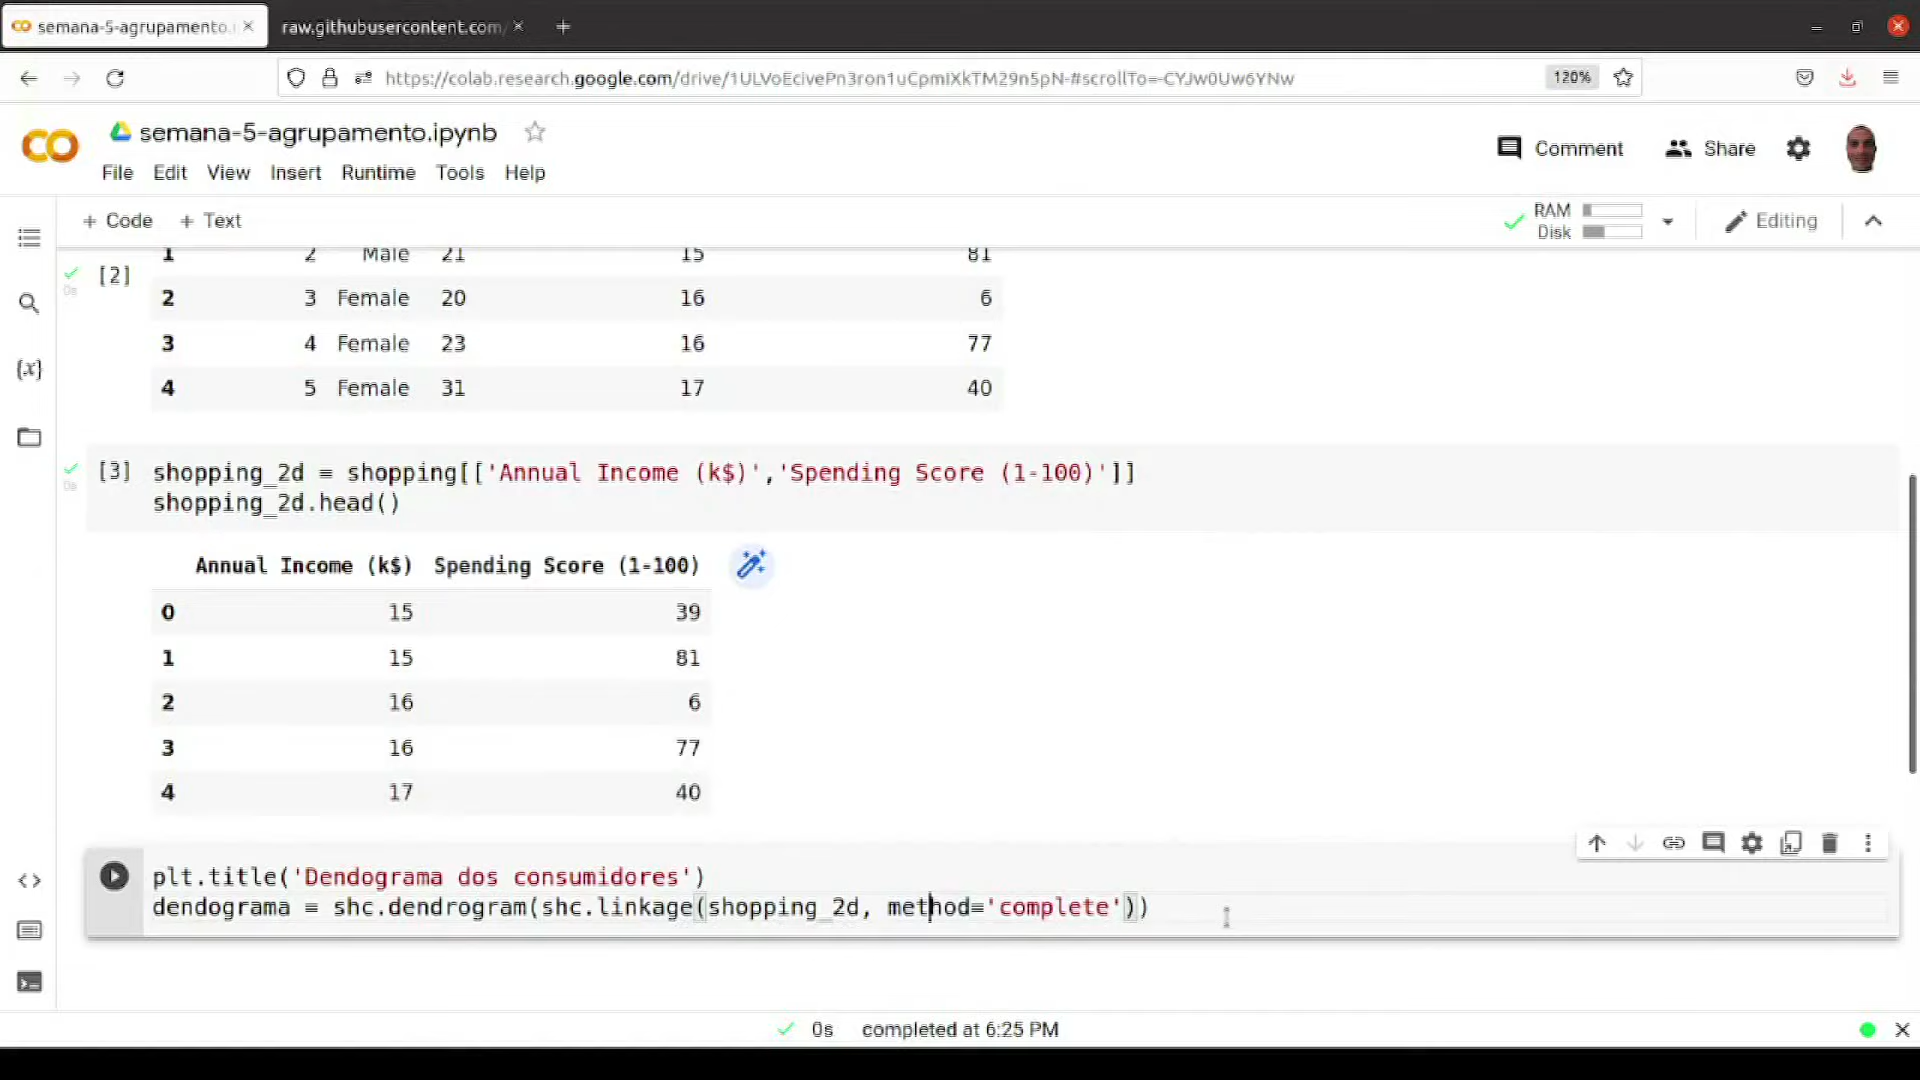 semana-5-agrupamento.i
raw.githubusercontent.com/
https://colab.research.google.com/drive/1ULVoEcivePn3ron1uCpmIXkTM29n5pN-#scrollTo=-CYJw0Uw6YNw
120%
semana-5-agrupamento.ipynb
Comment
Share
File Edit View Insert Runtime Tools Help
+ Code + Text
RAM
Disk
Editing
[2]
0s
1 2 Male 21 15 81
2 3 Female 20 16 6
3 4 Female 23 16 77
4 5 Female 31 17 40
[3]
0s
shopping_2d = shopping[['Annual Income (k$)','Spending Score (1-100)']]
shopping_2d.head()
Annual Income (k$) Spending Score (1-100)
0 15 39
1 15 81
2 16 6
3 16 77
4 17 40
plt.title('Dendograma dos consumidores')
dendograma = shc.dendrogram(shc.linkage(shopping_2d, method='complete'))
0s completed at 6:25 PM